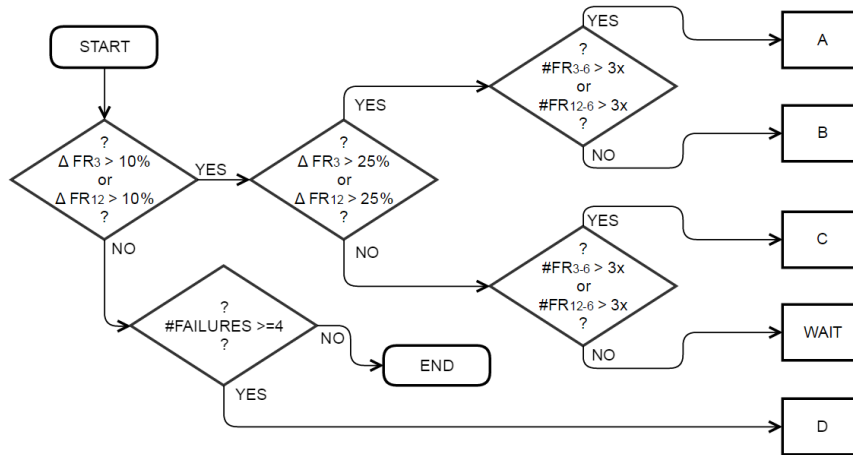 START
?
Δ FR3 > 10%
or
Δ FR12 > 10%
?
YES
NO
?
Δ FR3 > 25%
or
Δ FR12 > 25%
?
YES
NO
?
#FR3-6 > 3x
or
#FR12-6 > 3x
?
YES
NO
A
B
?
#FR3-6 > 3x
or
#FR12-6 > 3x
?
YES
NO
C
WAIT
?
#FAILURES >=4
?
NO
YES
END
D